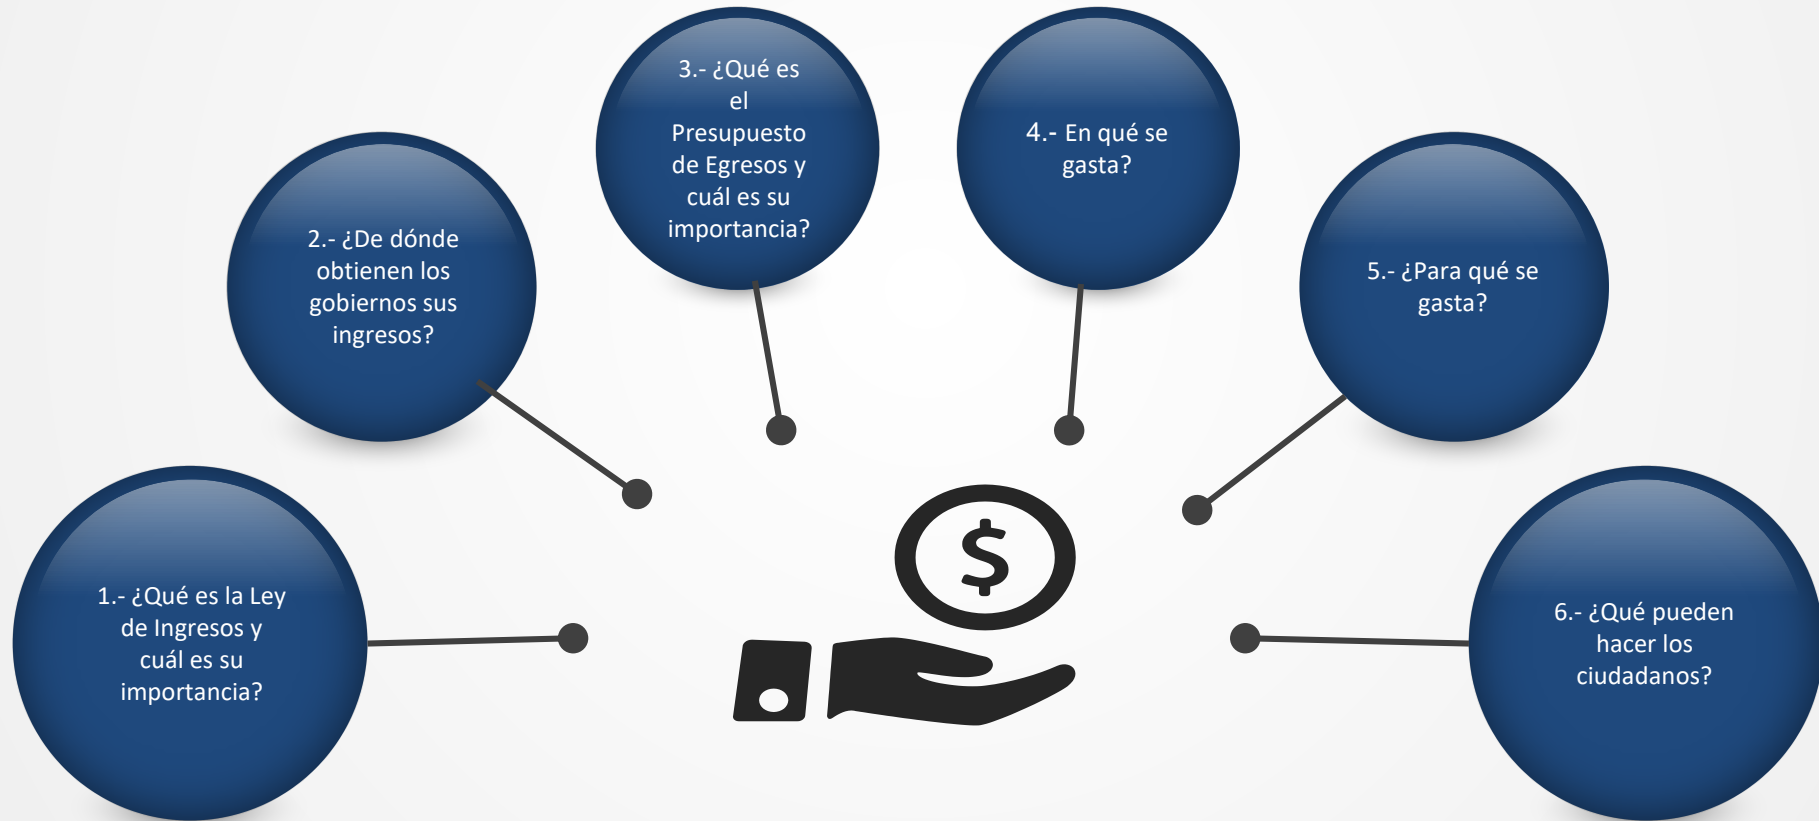 1.- ¿Qué es la Ley
de Ingresos y
cuál es su
importancia?
2.- ¿De dónde
obtienen los
gobiernos sus
ingresos?
3.- ¿Qué es
el
Presupuesto
de Egresos y
cuál es su
importancia?
4.- En qué se
gasta?
5.- ¿Para qué se
gasta?
6.- ¿Qué pueden
hacer los
ciudadanos?
$